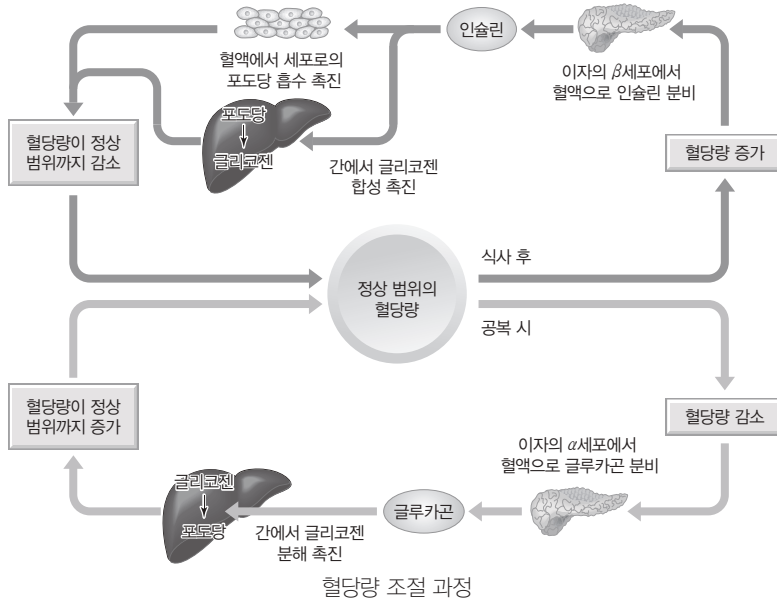 인슐린
혈액에서 세포로의
포도당 흡수 촉진
이자의 β세포에서
혈액으로 인슐린 분비
포도당
글리코젠
혈당량이 정상
범위까지 감소
간에서 글리코젠
합성 촉진
혈당량 증가
식사 후
정상 범위의
혈당량
공복 시
혈당량이 정상
범위까지 증가
혈당량 감소
이자의 α세포에서
혈액으로 글루카곤 분비
글리코젠
포도당
간에서 글리코젠
분해 촉진
글루카곤
혈당량 조절 과정